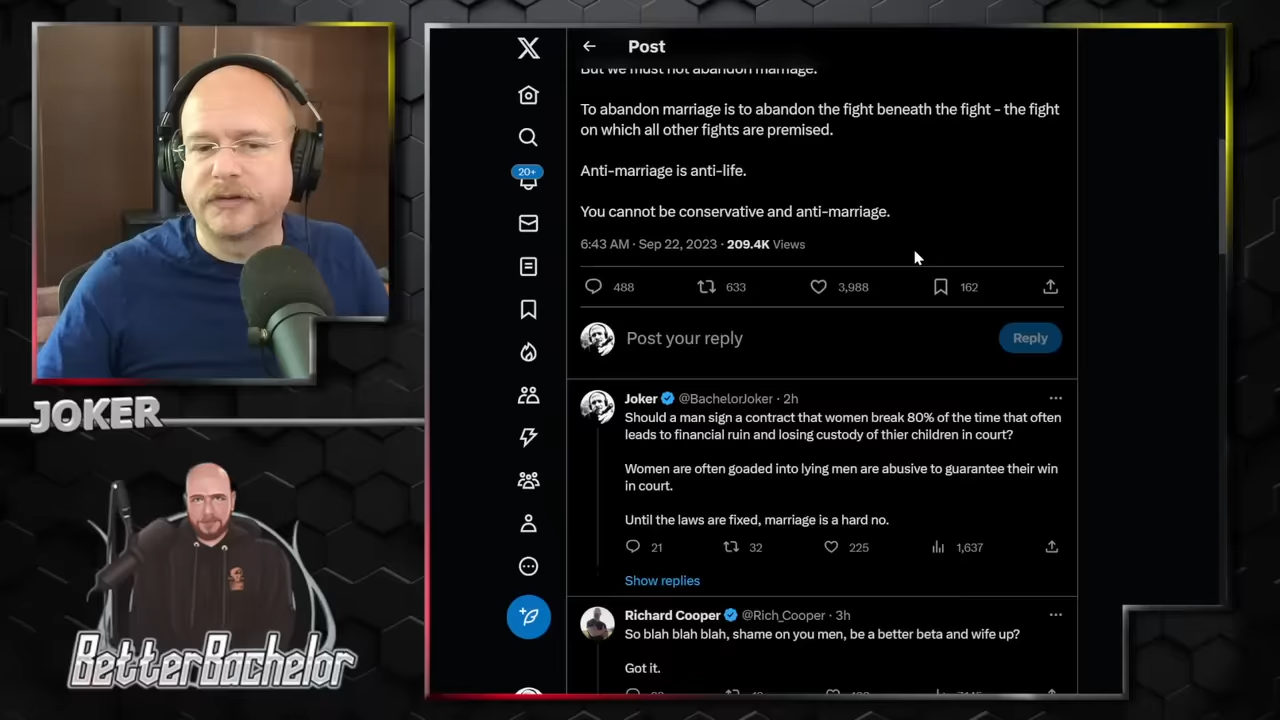 Post
But we must not abandon marriage.
To abandon marriage is to abandon the fight beneath the fight - the fight
on which all other fights are premised.
Anti-marriage is anti-life.
20+
You cannot be conservative and anti-marriage.
6:43 AM · Sep 22, 2023 · 209.4K Views
488 633 3,988 162
Post your reply
Reply
Joker @BachelorJoker · 2h
Should a man sign a contract that women break 80% of the time that often
leads to financial ruin and losing custody of thier children in court?
Women are often goaded into lying men are abusive to guarantee their win
in court.
Until the laws are fixed, marriage is a hard no.
21 32 225 1,637
Show replies
Richard Cooper @Rich_Cooper · 3h
So blah blah blah, shame on you men, be a better beta and wife up?
Got it.
JOKER
BetterBachelor